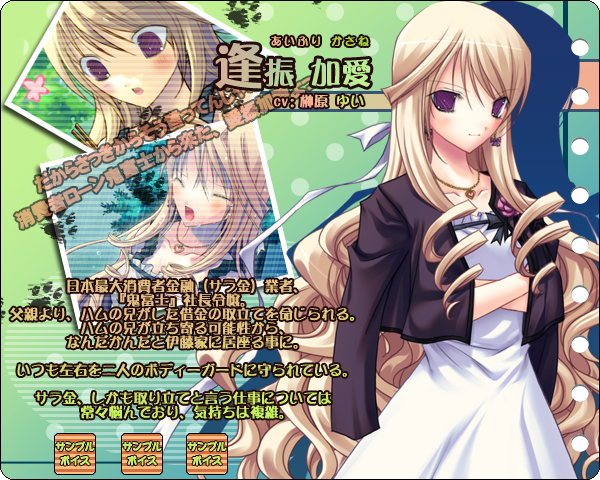 あいぶり かさね
逢振 加愛
cv:榊原 ゆい
だからさっきからそう言ってんじ
消費者ローン鬼富士から来た、逢振加愛よ
日本最大消費者金融（サラ金）業者、
『鬼富士』社長令嬢。
父親より、ハムの兄がした借金の取立てを命じられる。
ハムの兄が立ち寄る可能性から、
なんだかんだと伊藤家に居座る事に。
いつも左右を二人のボディーガードに守られている。
サラ金、しかも取り立てと言う仕事については
常々悩んでおり、気持ちは複雑。
サンプル
ボイス
サンプル
ボイス
サンプル
ボイス